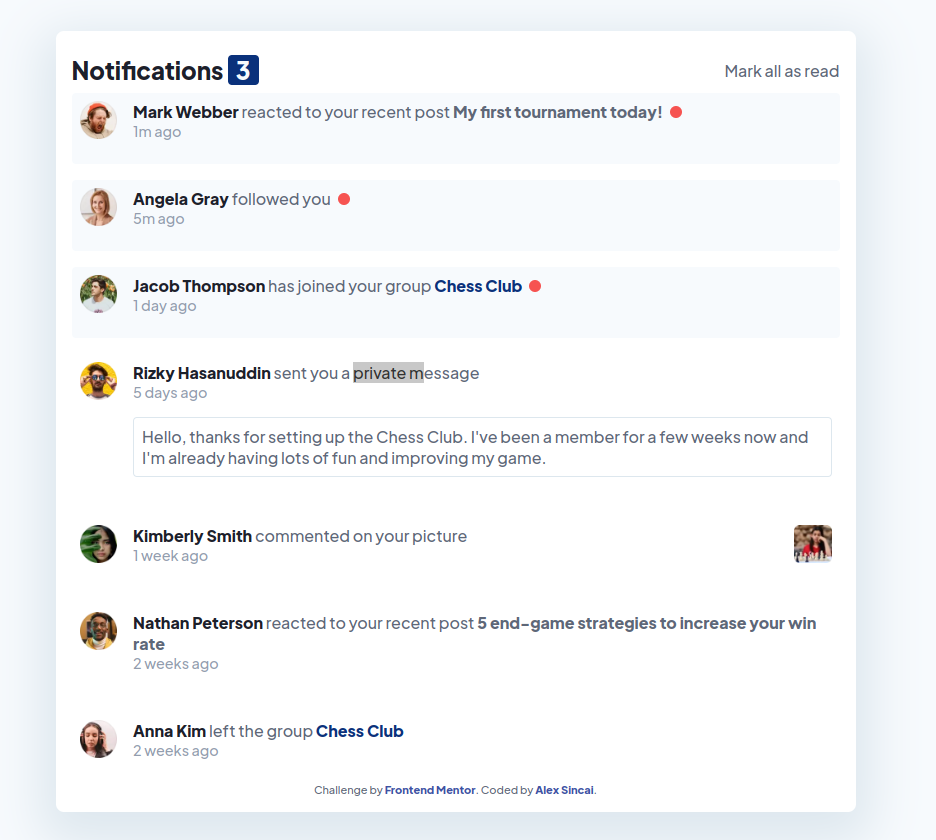 Notifications 3
Mark all as read
Mark Webber reacted to your recent post My first tournament today!
1m ago
Angela Gray followed you
5m ago
Jacob Thompson has joined your group Chess Club
1 day ago
Rizky Hasanuddin sent you a private message
5 days ago
Hello, thanks for setting up the Chess Club. I've been a member for a few weeks now and
I'm already having lots of fun and improving my game.
Kimberly Smith commented on your picture
1 week ago
Nathan Peterson reacted to your recent post 5 end-game strategies to increase your win
rate
2 weeks ago
Anna Kim left the group Chess Club
2 weeks ago
Challenge by Frontend Mentor. Coded by Alex Sincai.